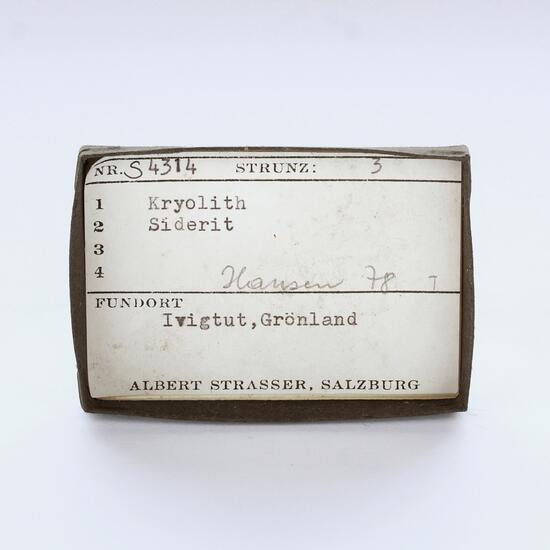 NR. S 4314 STRUNZ: 3
1 Kryolith
2 Siderit
3
4
Hansen 78 T
FUNDORT
Ivigtut,Grönland
ALBERT STRASSER, SALZBURG